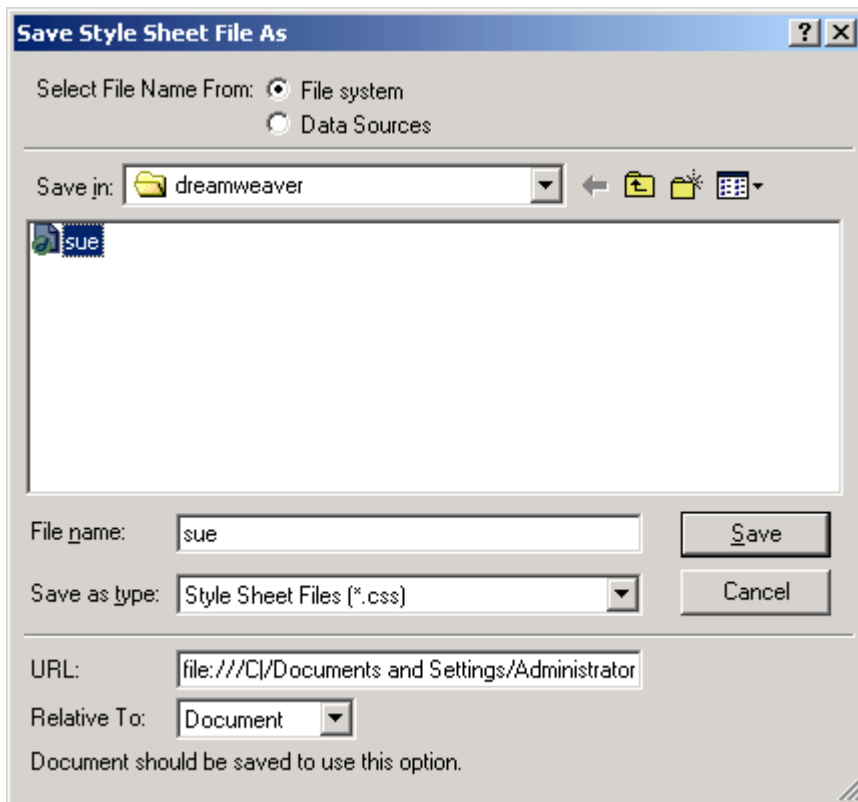 Save Style Sheet File As
Select File Name From: File system
Data Sources
Save in: dreamweaver
sue
File name: sue Save
Save as type: Style Sheet Files (*.css) Cancel
URL: file:///C|/Documents and Settings/Administrator
Relative To: Document
Document should be saved to use this option.